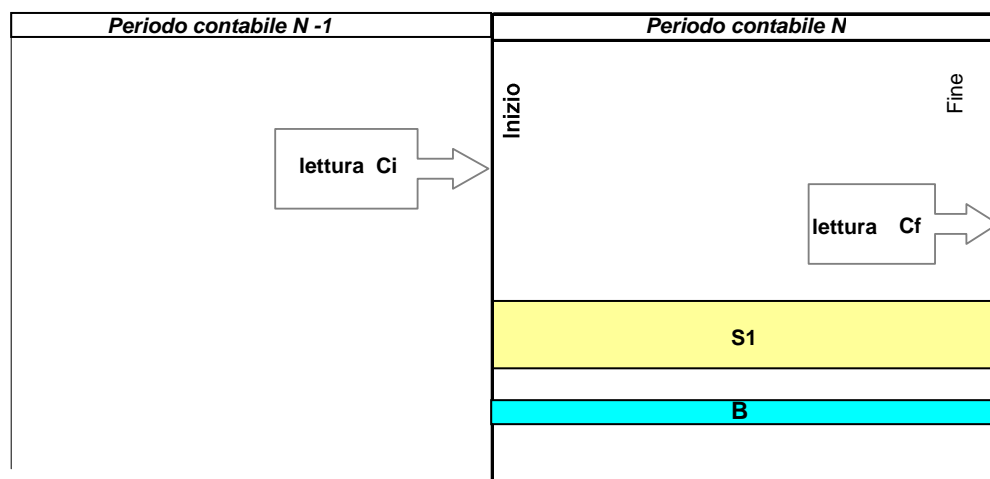 Periodo contabile N -1
Periodo contabile N
Inizio
Fine
lettura Ci
lettura Cf
S1
B